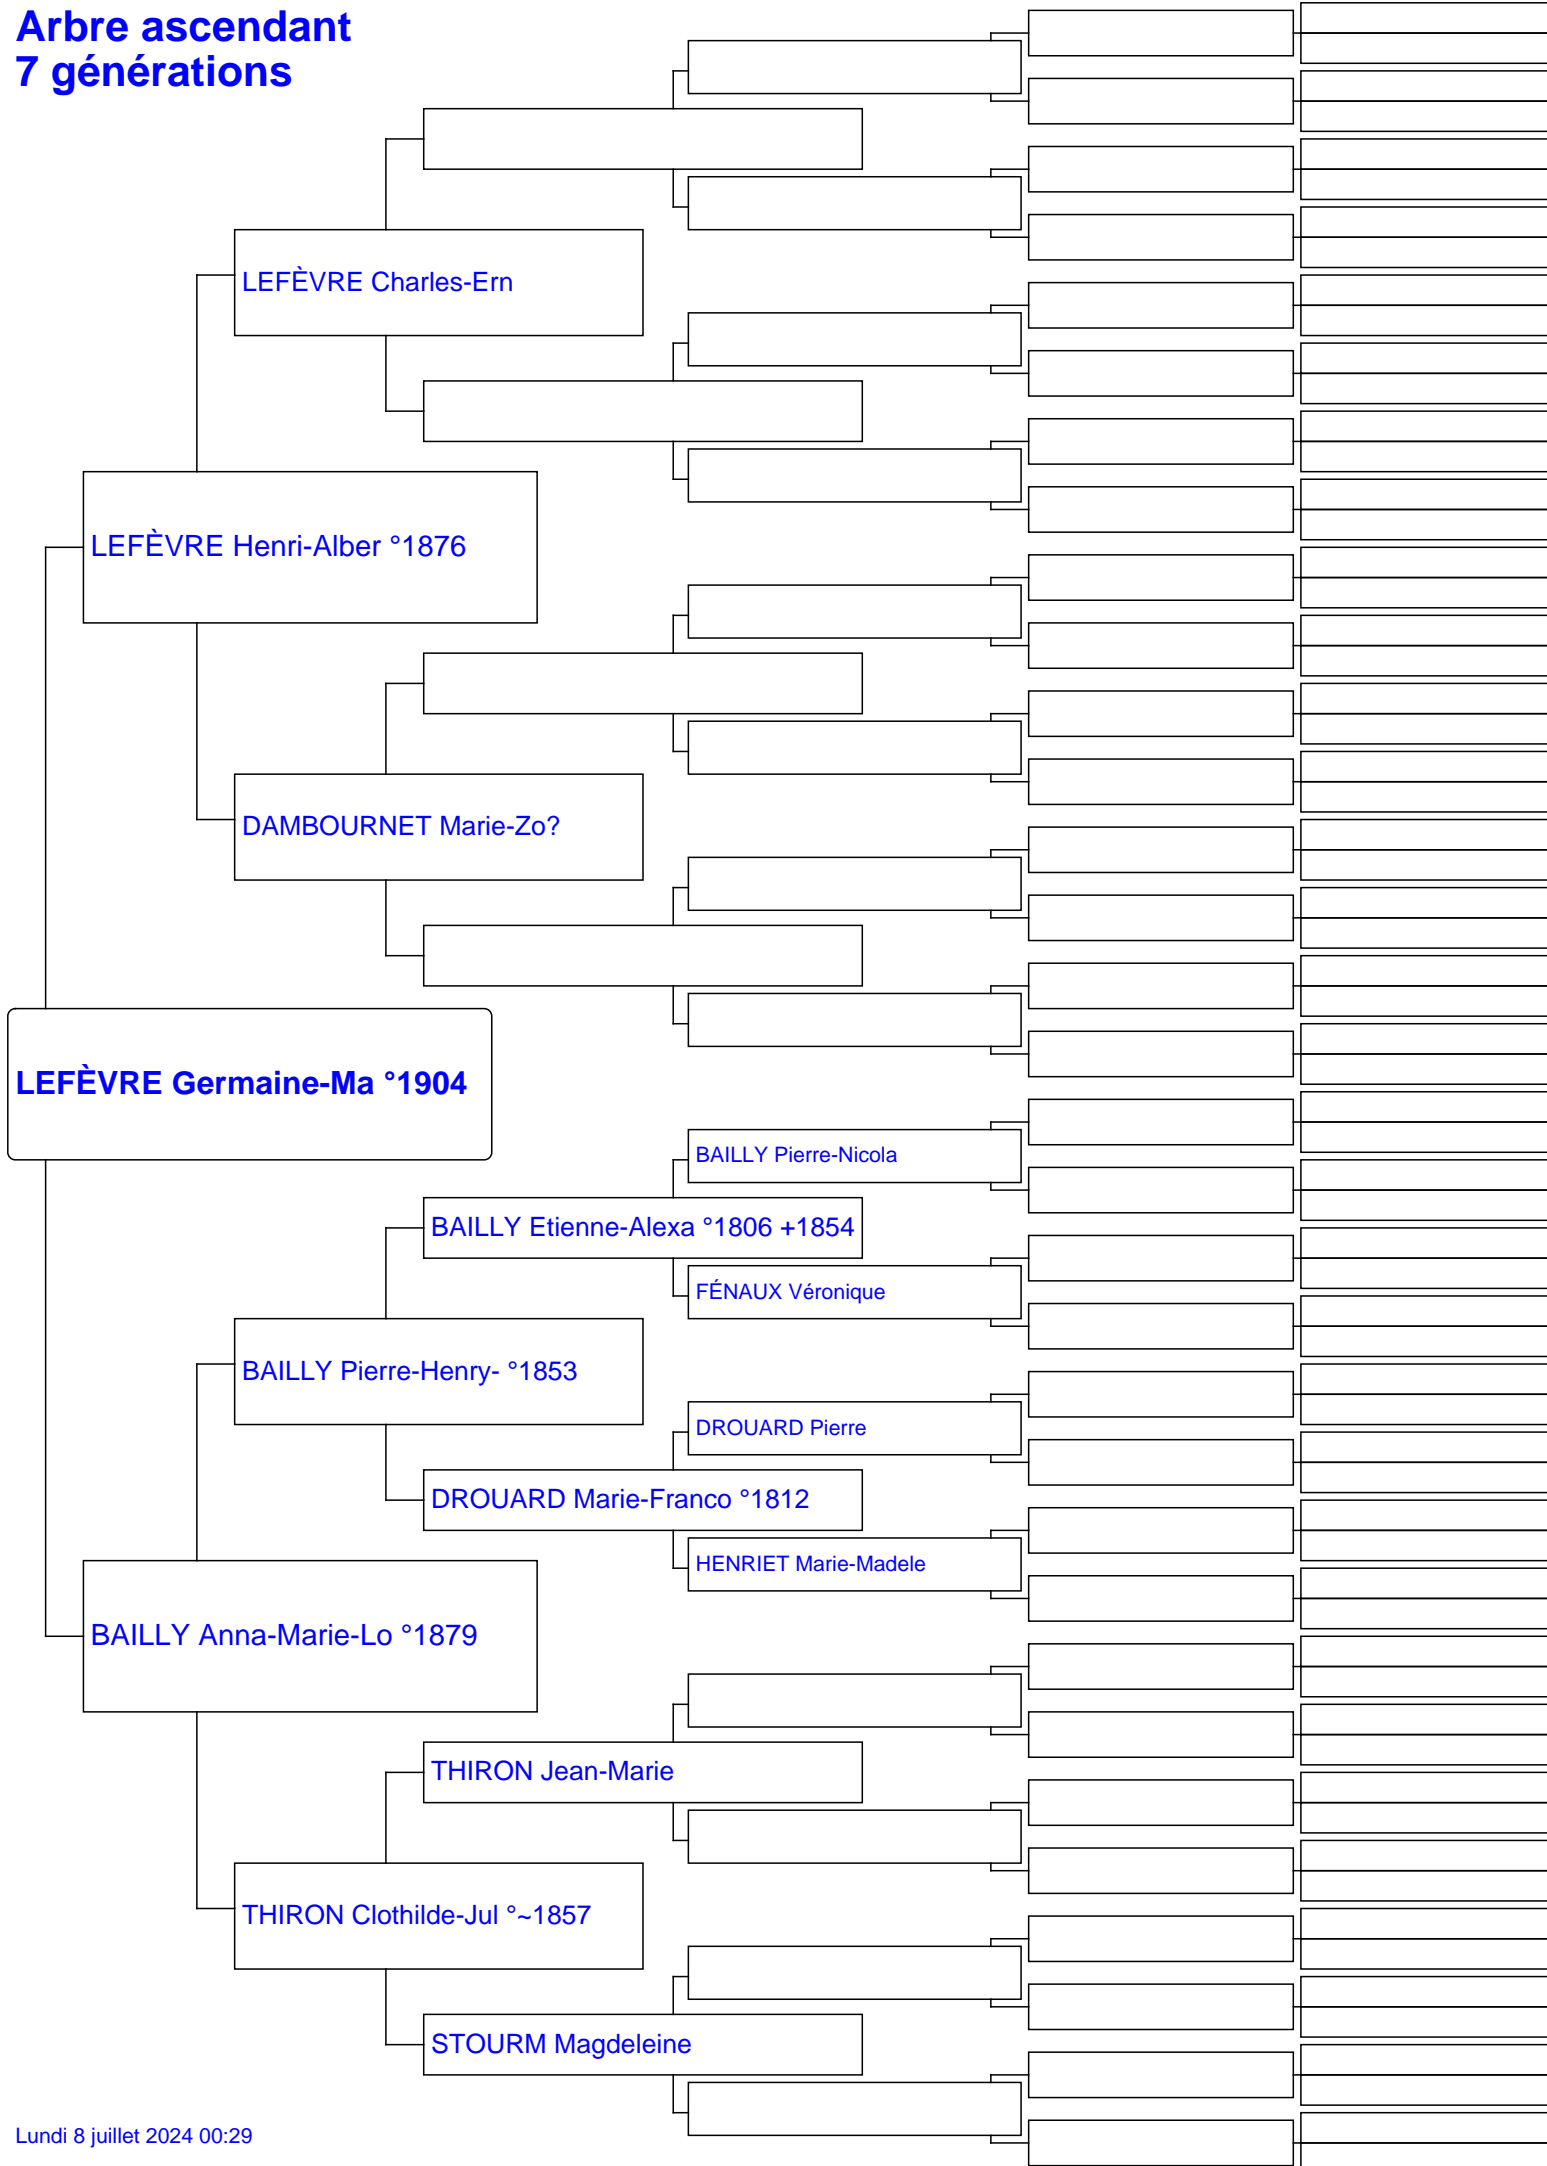 Arbre ascendant
7 générations
LEFÈVRE Charles-Ern
LEFÈVRE Henri-Alber °1876
DAMBOURNET Marie-Zo?
LEFÈVRE Germaine-Ma °1904
BAILLY Pierre-Nicola
BAILLY Etienne-Alexa °1806 +1854
FÉNAUX Véronique
BAILLY Pierre-Henry- °1853
DROUARD Pierre
DROUARD Marie-Franco °1812
HENRIET Marie-Madele
BAILLY Anna-Marie-Lo °1879
THIRON Jean-Marie
THIRON Clothilde-Jul °~1857
STOURM Magdeleine
Lundi 8 juillet 2024 00:29